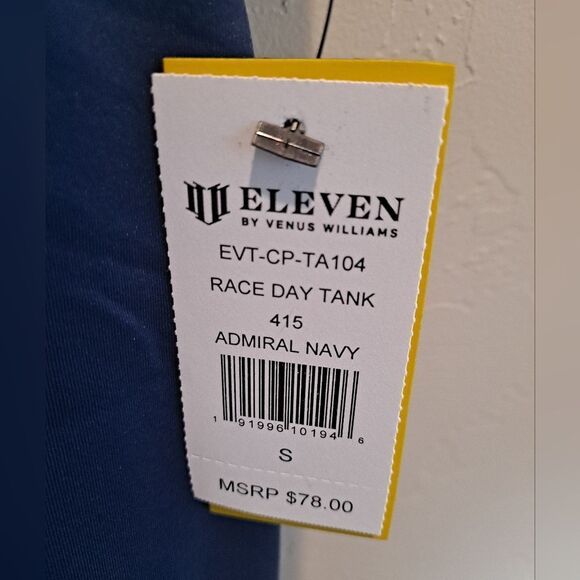 ELEVEN
BY VENUS WILLIAMS
EVT-CP-TA104
RACE DAY TANK
415
ADMIRAL NAVY
1 91996 10194 6
S
MSRP $78.00